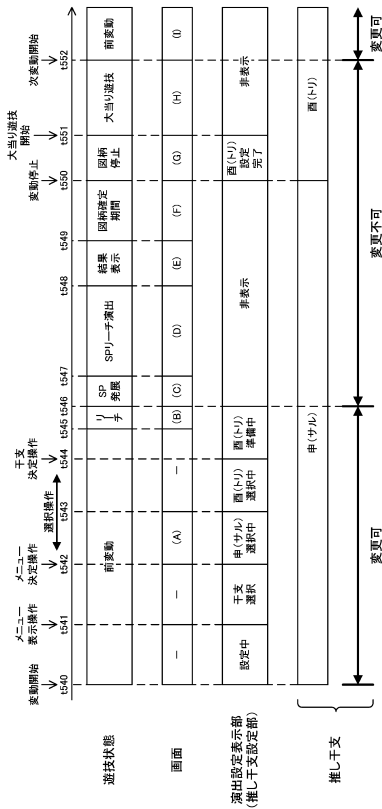 変動開始
メニュー
表示操作
メニュー
決定操作
選択操作
干支
決定操作
変動停止
大当り遊技
開始
次変動開始
t540
t541
t542
t543
t544
t545
t546
t547
t548
t549
t550
t551
t552
遊技状態
前変動
リーチ
SP
発展
SPリーチ演出
結果
表示
図柄確定
期間
図柄
停止
大当り遊技
前変動
画面
－
－
(A)
－
(B)
(C)
(D)
(E)
(F)
(G)
(H)
(I)
演出設定表示部
(推し干支設定部)
設定中
干支
選択
申(サル)
選択中
酉(トリ)
選択中
酉(トリ)
準備中
非表示
酉(トリ)
設定
完了
非表示
推し干支
申(サル)
酉(トリ)
変更可
変更不可
変更可